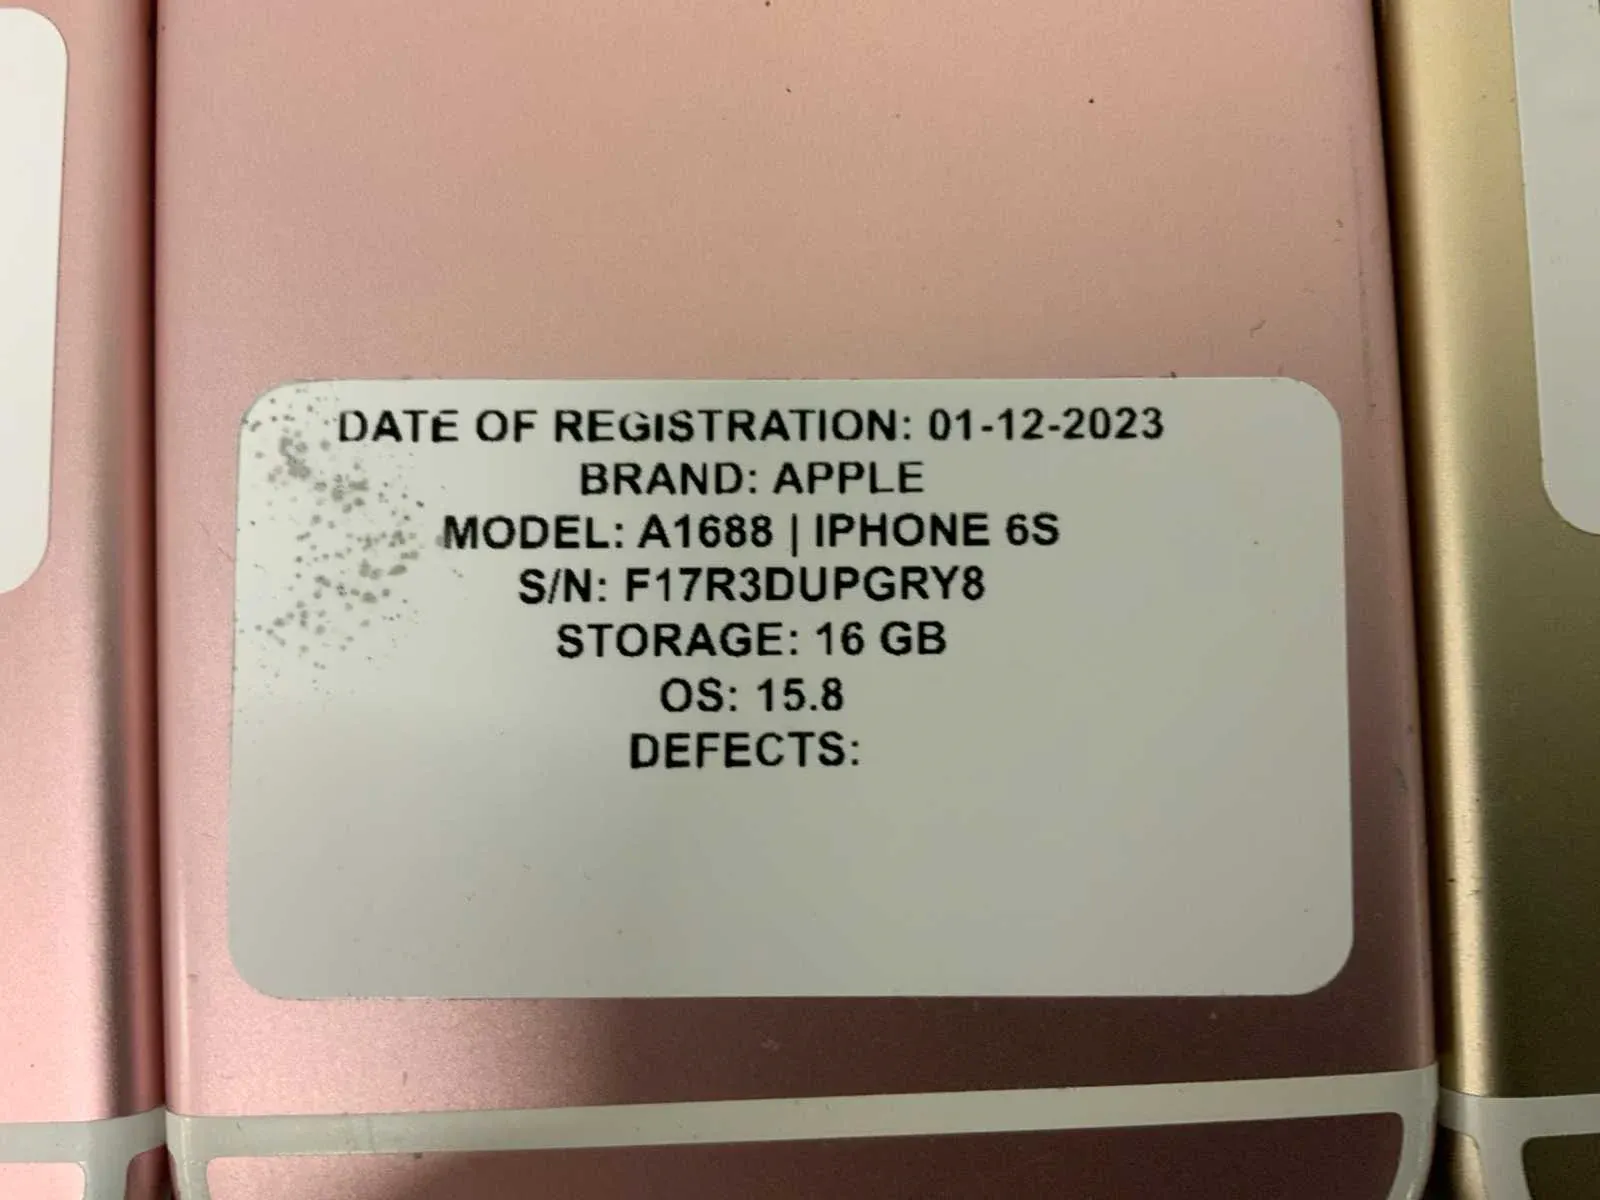 DATE OF REGISTRATION: 01-12-2023
BRAND: APPLE
MODEL: A1688 | IPHONE 6S
S/N: F17R3DUPGRY8
STORAGE: 16 GB
OS: 15.8
DEFECTS: